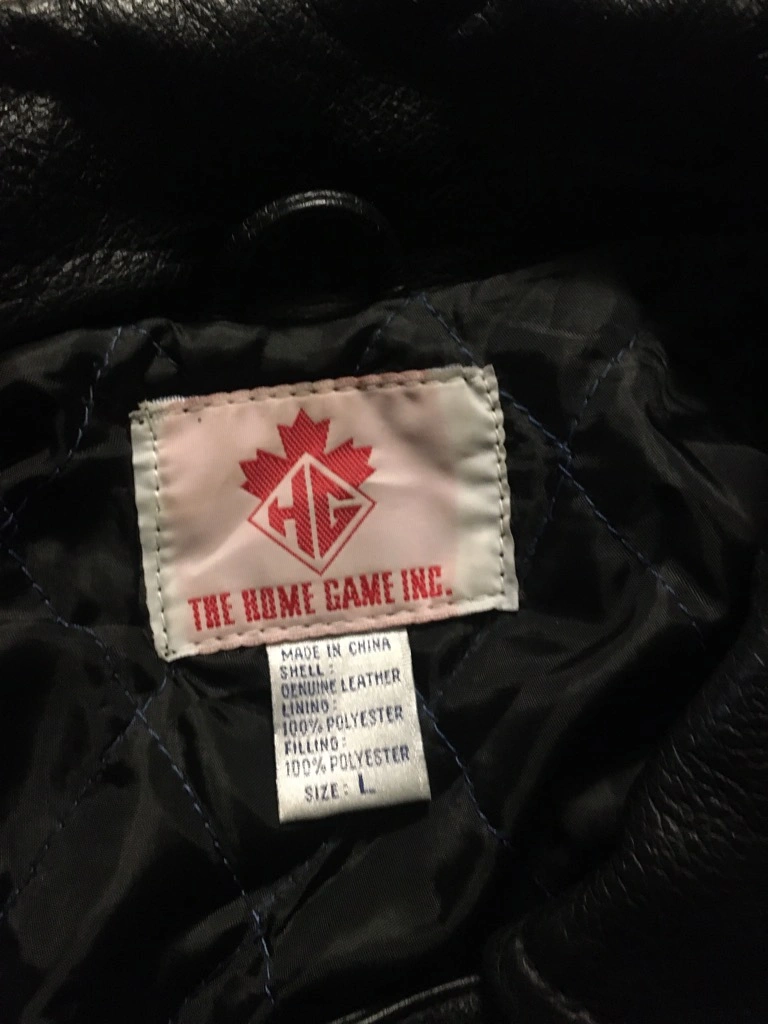 HG
THE HOME GAME INC.
MADE IN CHINA
SHELL:
GENUINE LEATHER
LINING:
100% POLYESTER
FILLING:
100% POLYESTER
SIZE: L